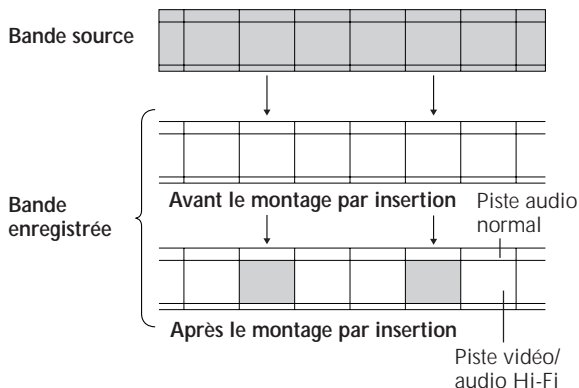 Bande source
Avant le montage par insertion
Piste audio
normal
Bande
enregistrée
Après le montage par insertion
Piste vidéo/
audio Hi-Fi